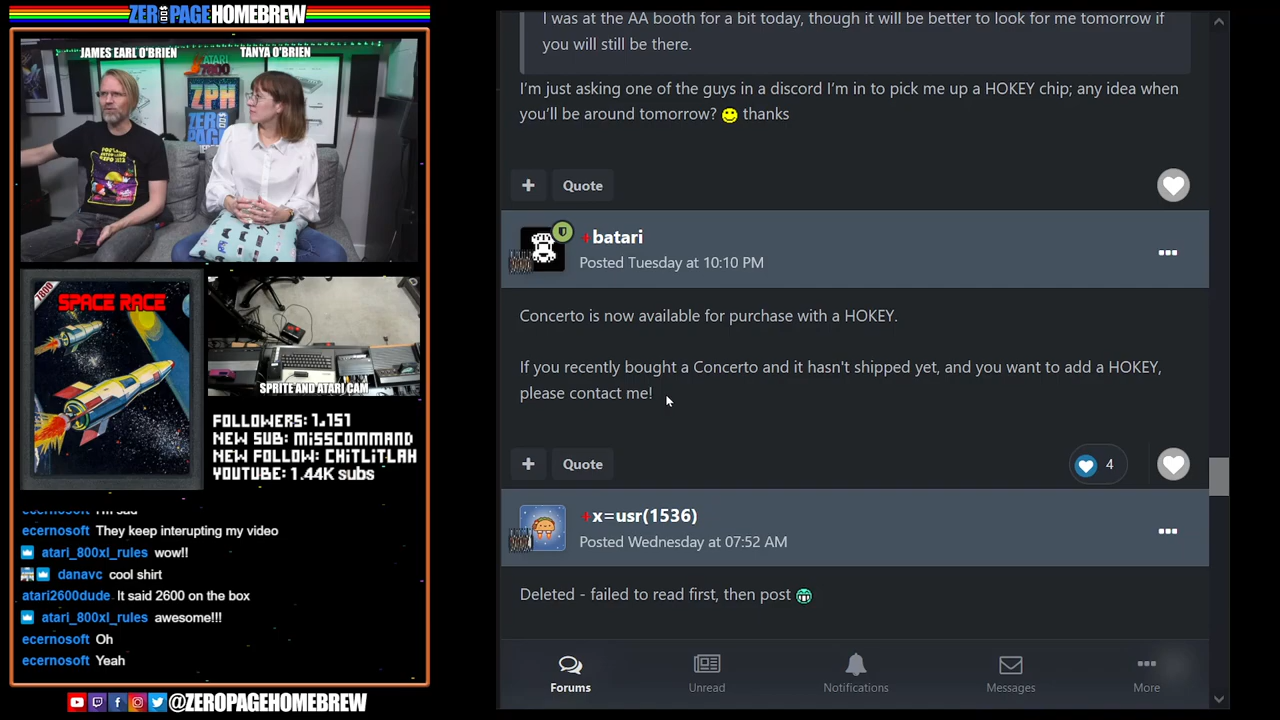 ZEROPAGEHOMEBREW
JAMES EARL O'BRIEN
TANYA O'BRIEN
ZPH
SPACE RACE
SPRITE AND ATARI CAM
FOLLOWERS: 1,151
NEW SUB: MISSCOMMAND
NEW FOLLOW: CHiTLiTLAH
YOUTUBE: 1.44K subs
ecernosoft I'm sad
ecernosoft They keep interupting my video
atari_800xl_rules wow!!
danavc cool shirt
atari2600dude It said 2600 on the box
atari_800xl_rules awesome!!!
ecernosoft Oh
ecernosoft Yeah
@ZEROPAGEHOMEBREW
I was at the AA booth for a bit today, though it will be better to look for me tomorrow if
you will still be there.
I'm just asking one of the guys in a discord I'm in to pick me up a HOKEY chip; any idea when
you'll be around tomorrow? thanks
+ Quote
+batari
Posted Tuesday at 10:10 PM
Concerto is now available for purchase with a HOKEY.
If you recently bought a Concerto and it hasn't shipped yet, and you want to add a HOKEY,
please contact me!
+ Quote
4
+x=usr(1536)
Posted Wednesday at 07:52 AM
Deleted - failed to read first, then post
Forums
Unread
Notifications
Messages
More